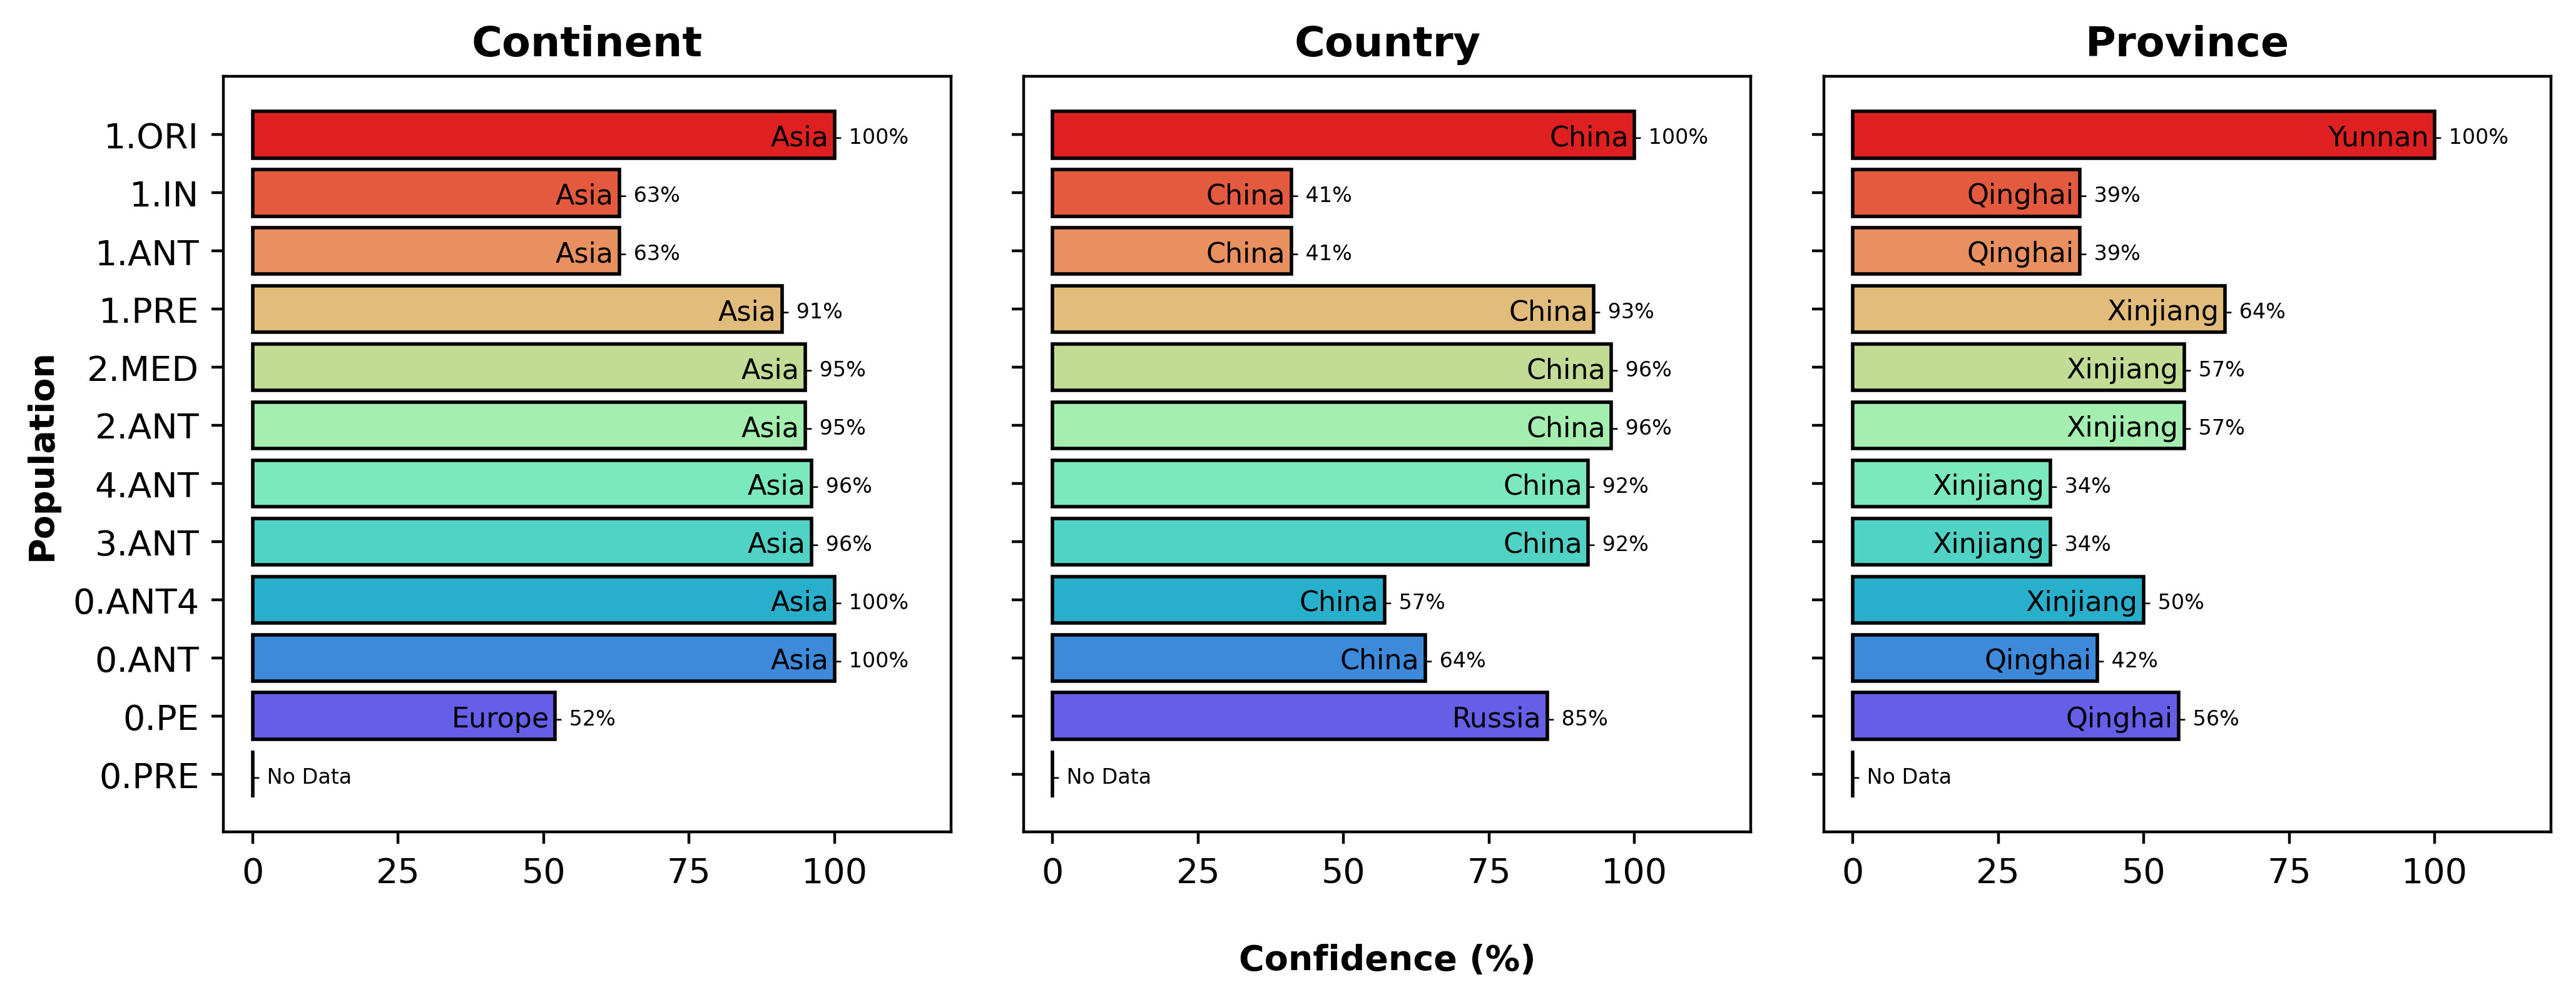 Continent
Country
Province
Population
1.ORI
Asia
100%
China
100%
Yunnan
100%
1.IN
Asia
63%
China
41%
Qinghai
39%
1.ANT
Asia
63%
China
41%
Qinghai
39%
1.PRE
Asia
91%
China
93%
Xinjiang
64%
2.MED
Asia
95%
China
96%
Xinjiang
57%
2.ANT
Asia
95%
China
96%
Xinjiang
57%
4.ANT
Asia
96%
China
92%
Xinjiang
34%
3.ANT
Asia
96%
China
92%
Xinjiang
34%
0.ANT4
Asia
100%
China
57%
Xinjiang
50%
0.ANT
Asia
100%
China
64%
Qinghai
42%
0.PE
Europe
52%
Russia
85%
Qinghai
56%
0.PRE
No Data
No Data
No Data
0 25 50 75 100
0 25 50 75 100
0 25 50 75 100
Confidence (%)